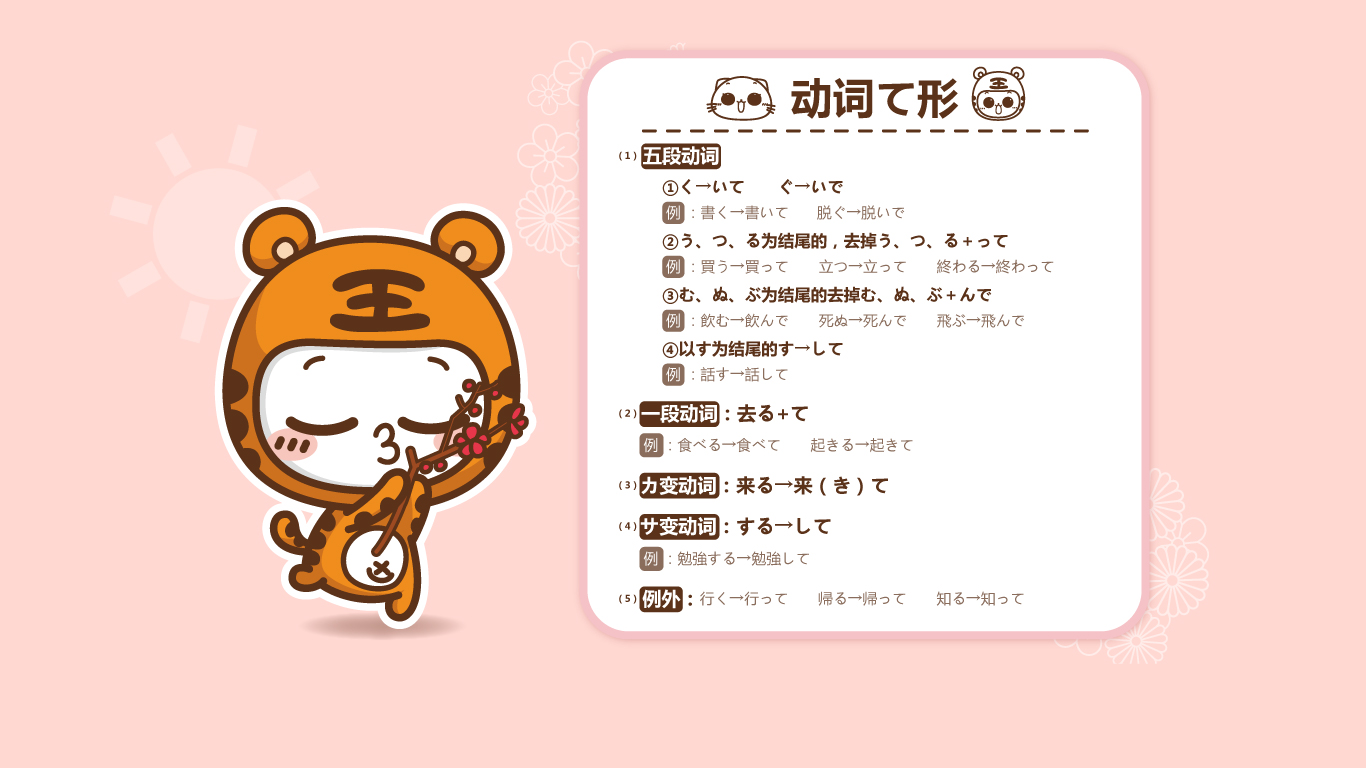 动词て形
(1) 五段动词
①く→いて　　ぐ→いで
例：書く→書いて　　脱ぐ→脱いで
②う、つ、る为结尾的，去掉う、つ、る+って
例：買う→買って　　立つ→立って　　終わる→終わって
③む、ぬ、ぶ为结尾的去掉む、ぬ、ぶ+んで
例：飲む→飲んで　　死ぬ→死んで　　飛ぶ→飛んで
④以す为结尾的す→して
例：話す→話して
(2) 一段动词：去る+て
例：食べる→食べて　　起きる→起きて
(3) カ变动词：来る→来（き）て
(4) サ变动词：する→して
例：勉強する→勉強して
(5) 例外：行く→行って　　帰る→帰って　　知る→知って
王